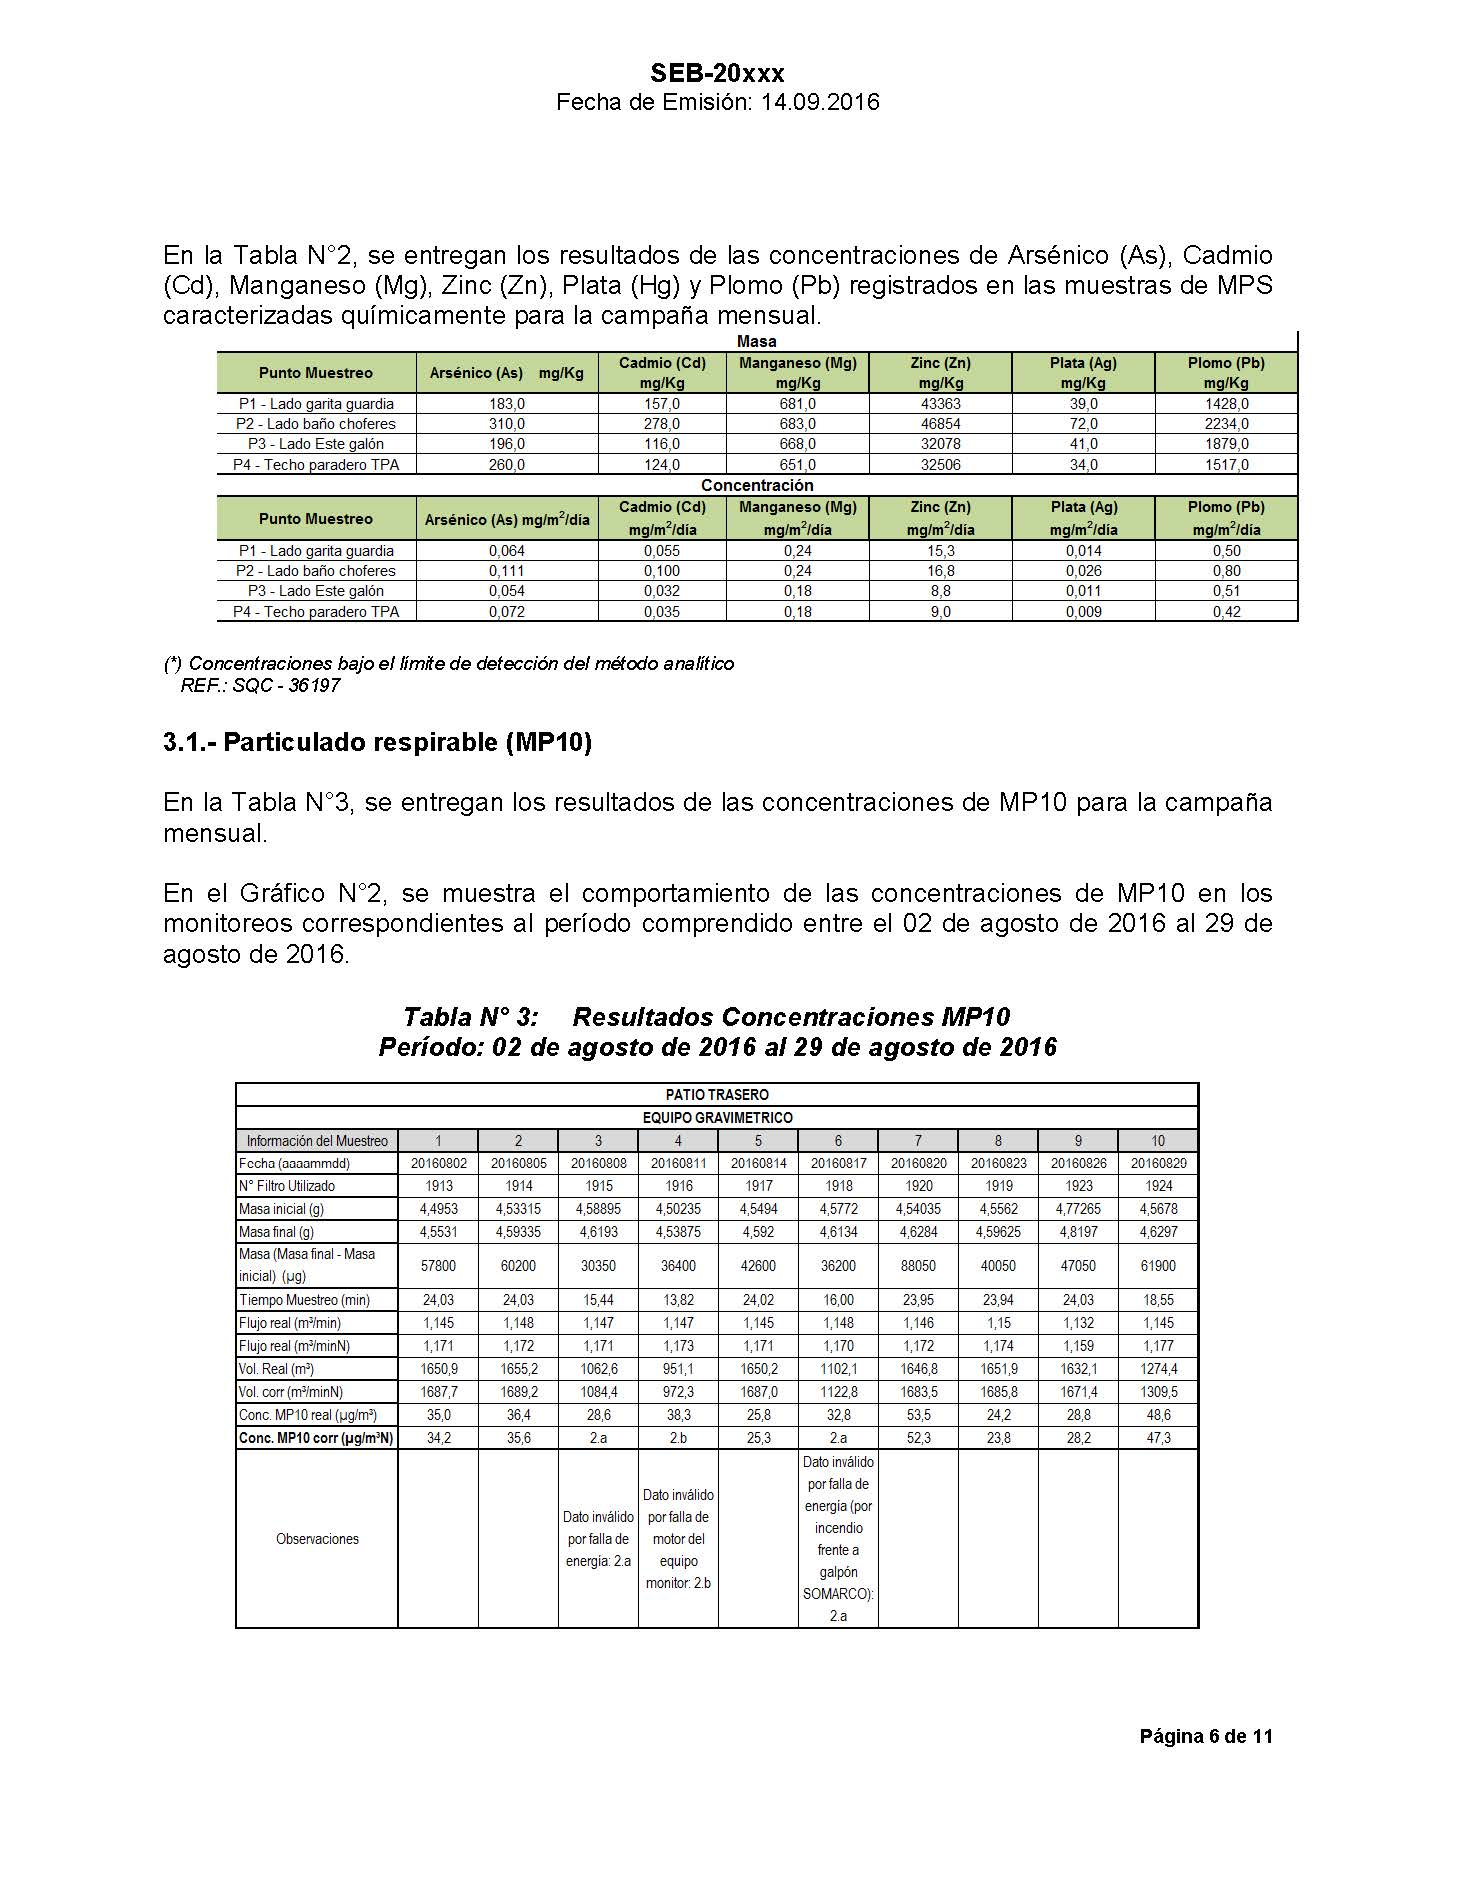 SEB-20xxx
Fecha de Emisión: 14.09.2016
En la Tabla N°2, se entregan los resultados de las concentraciones de Arsénico (As), Cadmio
(Cd), Manganeso (Mg), Zinc (Zn), Plata (Hg) y Plomo (Pb) registrados en las muestras de MPS
caracterizadas químicamente para la campaña mensual.
Masa
Punto Muestreo Arsénico (As) mg/Kg Cadmio (Cd) mg/Kg Manganeso (Mg) mg/Kg Zinc (Zn) mg/Kg Plata (Ag) mg/Kg Plomo (Pb) mg/Kg
P1 - Lado garita guardia 183,0 157,0 681,0 43363 39,0 1428,0
P2 - Lado baño choferes 310,0 278,0 683,0 46854 72,0 2234,0
P3 - Lado Este galón 196,0 116,0 668,0 32078 41,0 1879,0
P4 - Techo paradero TPA 260,0 124,0 651,0 32506 34,0 1517,0
Concentración
Punto Muestreo Arsénico (As) mg/m²/día Cadmio (Cd) mg/m²/día Manganeso (Mg) mg/m²/día Zinc (Zn) mg/m²/día Plata (Ag) mg/m²/día Plomo (Pb) mg/m²/día
P1 - Lado garita guardia 0,064 0,055 0,24 15,3 0,014 0,50
P2 - Lado baño choferes 0,111 0,100 0,24 16,8 0,026 0,80
P3 - Lado Este galón 0,054 0,032 0,18 8,8 0,011 0,51
P4 - Techo paradero TPA 0,072 0,035 0,18 9,0 0,009 0,42
(*) Concentraciones bajo el límite de detección del método analítico
REF.: SQC - 36197
3.1.- Particulado respirable (MP10)
En la Tabla N°3, se entregan los resultados de las concentraciones de MP10 para la campaña
mensual.
En el Gráfico N°2, se muestra el comportamiento de las concentraciones de MP10 en los
monitoreos correspondientes al período comprendido entre el 02 de agosto de 2016 al 29 de
agosto de 2016.
Tabla N° 3: Resultados Concentraciones MP10
Período: 02 de agosto de 2016 al 29 de agosto de 2016
PATIO TRASERO
EQUIPO GRAVIMETRICO
Información del Muestreo 1 2 3 4 5 6 7 8 9 10
Fecha (aaaammdd) 20160802 20160805 20160808 20160811 20160814 20160817 20160820 20160823 20160826 20160829
N° Filtro Utilizado 1913 1914 1915 1916 1917 1918 1920 1919 1923 1924
Masa inicial (g) 4,4953 4,53315 4,58895 4,50235 4,5494 4,5772 4,54035 4,5562 4,77265 4,5678
Masa final (g) 4,5531 4,59335 4,6193 4,53875 4,592 4,6134 4,6284 4,59625 4,8197 4,6297
Masa (Masa final - Masa inicial) (µg) 57800 60200 30350 36400 42600 36200 88050 40050 47050 61900
Tiempo Muestreo (min) 24,03 24,03 15,44 13,82 24,02 16,00 23,95 23,94 24,03 18,55
Flujo real (m³/min) 1,145 1,148 1,147 1,147 1,145 1,148 1,146 1,15 1,132 1,145
Flujo real (m³/minN) 1,171 1,172 1,171 1,173 1,171 1,170 1,172 1,174 1,159 1,177
Vol. Real (m³) 1650,9 1655,2 1062,6 951,1 1650,2 1102,1 1646,8 1651,9 1632,1 1274,4
Vol. corr (m³/minN) 1687,7 1689,2 1084,4 972,3 1687,0 1122,8 1683,5 1685,8 1671,4 1309,5
Conc. MP10 real (µg/m³) 35,0 36,4 28,6 38,3 25,8 32,8 53,5 24,2 28,8 48,6
Conc. MP10 corr (µg/m³N) 34,2 35,6 2.a 2.b 25,3 2.a 52,3 23,8 28,2 47,3
Observaciones
Dato inválido
por falla de
energía: 2.a
Dato inválido
por falla de
motor del
equipo
monitor: 2.b
Dato inválido
por falla de
energía (por
incendio
frente a
galpón
SOMARCO):
2.a
Página 6 de 11